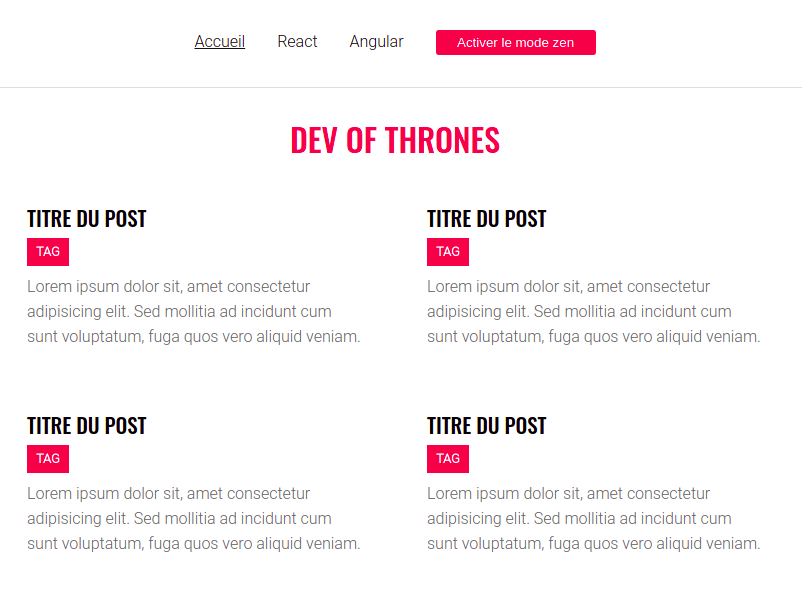 Accueil React Angular Activer le mode zen
DEV OF THRONES
TITRE DU POST
TAG
Lorem ipsum dolor sit, amet consectetur
adipisicing elit. Sed mollitia ad incidunt cum
sunt voluptatum, fuga quos vero aliquid veniam.
TITRE DU POST
TAG
Lorem ipsum dolor sit, amet consectetur
adipisicing elit. Sed mollitia ad incidunt cum
sunt voluptatum, fuga quos vero aliquid veniam.
TITRE DU POST
TAG
Lorem ipsum dolor sit, amet consectetur
adipisicing elit. Sed mollitia ad incidunt cum
sunt voluptatum, fuga quos vero aliquid veniam.
TITRE DU POST
TAG
Lorem ipsum dolor sit, amet consectetur
adipisicing elit. Sed mollitia ad incidunt cum
sunt voluptatum, fuga quos vero aliquid veniam.